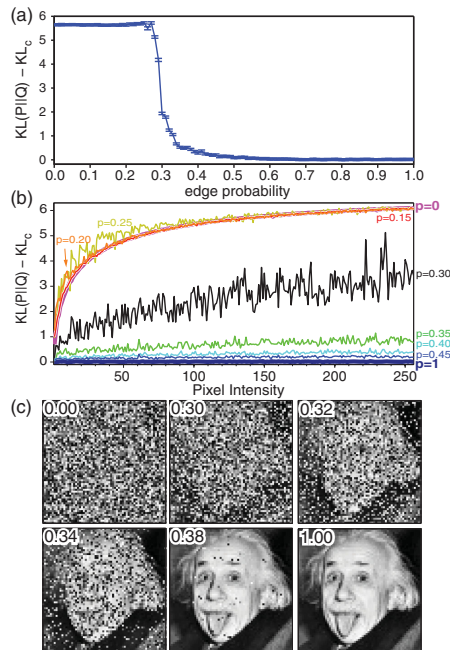 (a)
6
5
4
3
2
1
0
KL(P||Q) − KLc
0.0 0.1 0.2 0.3 0.4 0.5 0.6 0.7 0.8 0.9 1.0
edge probability
(b)
6
5
4
3
2
1
0
KL(P||Q) − KLc
p=0.20
p=0.25
p=0
p=0.15
p=0.30
p=0.35
p=0.40
p=0.45
p=1
50 100 150 200 250
Pixel Intensity
(c)
0.00 0.30 0.32
0.34 0.38 1.00